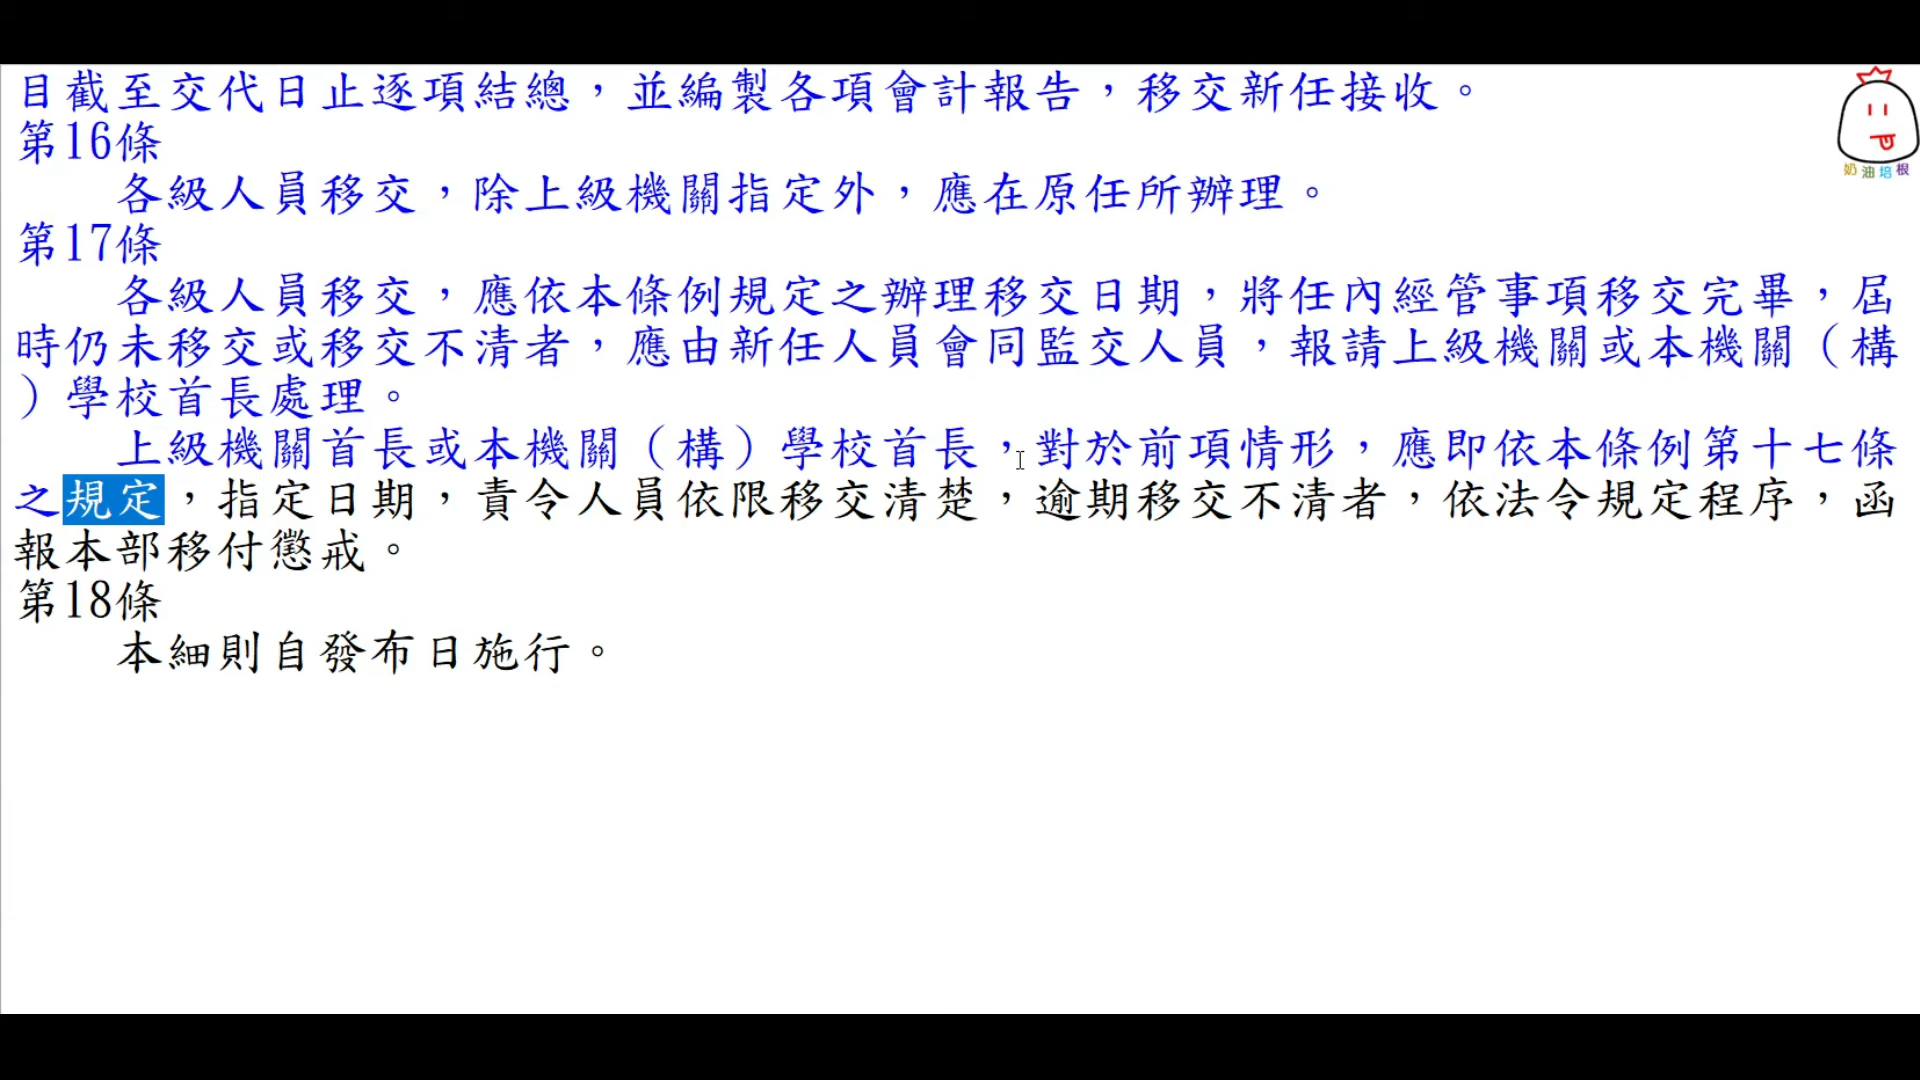 目截至交代日止逐項結總，並編製各項會計報告，移交新任接收。
第16條
各級人員移交，除上級機關指定外，應在原任所辦理。
第17條
各級人員移交，應依本條例規定之辦理移交日期，將任內經管事項移交完畢，屆
時仍未移交或移交不清者，應由新任人員會同監交人員，報請上級機關或本機關（構
）學校首長處理。
上級機關首長或本機關（構）學校首長，對於前項情形，應即依本條例第十七條
之規定，指定日期，責令人員依限移交清楚，逾期移交不清者，依法令規定程序，函
報本部移付懲戒。
第18條
本細則自發布日施行。
奶油培根